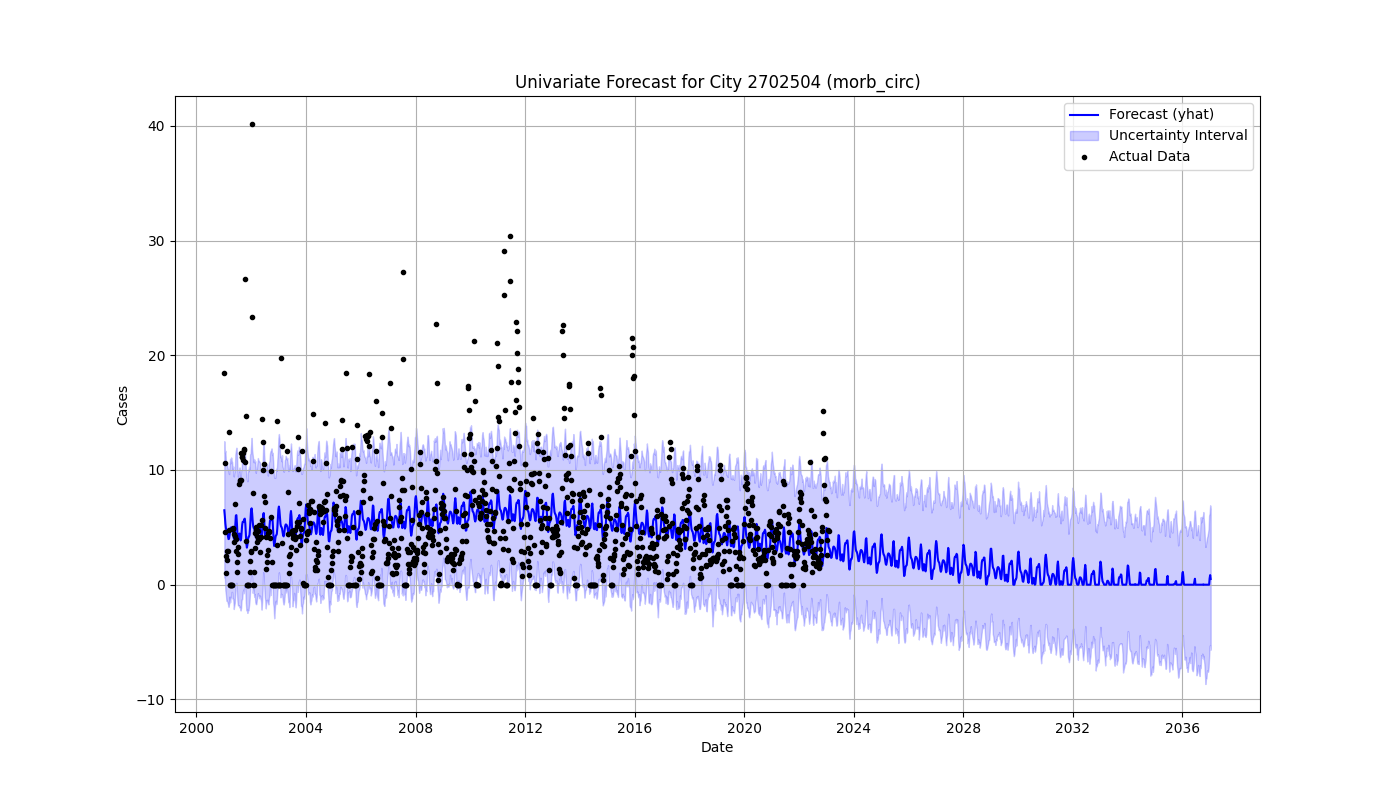 Univariate Forecast for City 2702504 (morb_circ)
Forecast (yhat)
Uncertainty Interval
Actual Data
Cases
40
30
20
10
0
−10
2000 2004 2008 2012 2016 2020 2024 2028 2032 2036
Date